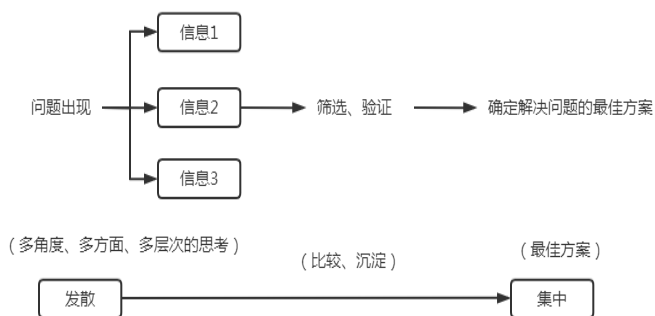 信息1
问题出现
信息2
筛选、验证
确定解决问题的最佳方案
信息3
(多角度、多方面、多层次的思考)
(比较、沉淀)
(最佳方案)
发散
集中